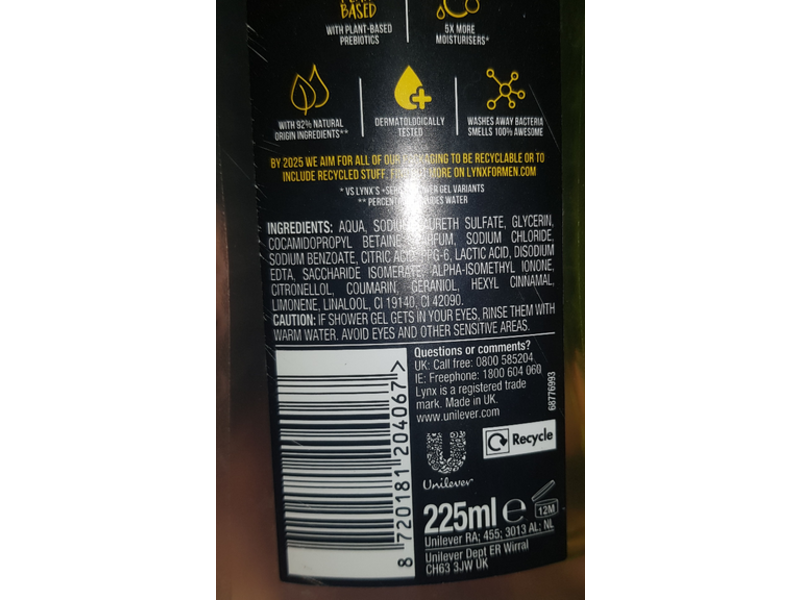 BASED
WITH PLANT-BASED
PREBIOTICS
5X MORE
MOISTURISERS*
WITH 92% NATURAL
ORIGIN INGREDIENTS**
DERMATOLOGICALLY
TESTED
WASHES AWAY BACTERIA
SMELLS 100% AWESOME
BY 2025 WE AIM FOR ALL OF OUR PACKAGING TO BE RECYCLABLE OR TO
INCLUDE RECYCLED STUFF, MORE ON LYNXFORMEN.COM
* VS LYNX'S GEL VARIANTS
** WATER
INGREDIENTS: AQUA, SODIUM LAURETH SULFATE, GLYCERIN,
COCAMIDOPROPYL BETAINE, PARFUM, SODIUM CHLORIDE,
SODIUM BENZOATE, CITRIC ACID, PPG-6, LACTIC ACID, DISODIUM
EDTA, SACCHARIDE ISOMERATE, ALPHA-ISOMETHYL IONONE,
CITRONELLOL, COUMARIN, GERANIOL, HEXYL CINNAMAL,
LIMONENE, LINALOOL, CI 19140, CI 42090.
CAUTION: IF SHOWER GEL GETS IN YOUR EYES, RINSE THEM WITH
WARM WATER. AVOID EYES AND OTHER SENSITIVE AREAS.
Questions or comments?
UK: Call free: 0800 585204
IE: Freephone: 1800 604 060
Lynx is a registered trade
mark. Made in UK.
www.unilever.com
68776993
8 720181 204067 >
Recycle
Unilever
225ml e
12M
Unilever RA; 455; 3013 AL; NL
Unilever Dept ER Wirral
CH63 3JW UK